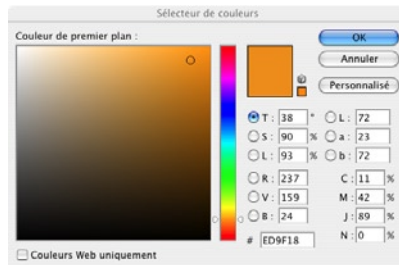 Sélecteur de couleurs
Couleur de premier plan :
OK
Annuler
Personnalisé
T : 38 ° L : 72
S : 90 % a : 23
L : 93 % b : 72
R : 237 C : 11 %
V : 159 M : 42 %
B : 24 J : 89 %
# ED9F18 N : 0 %
Couleurs Web uniquement